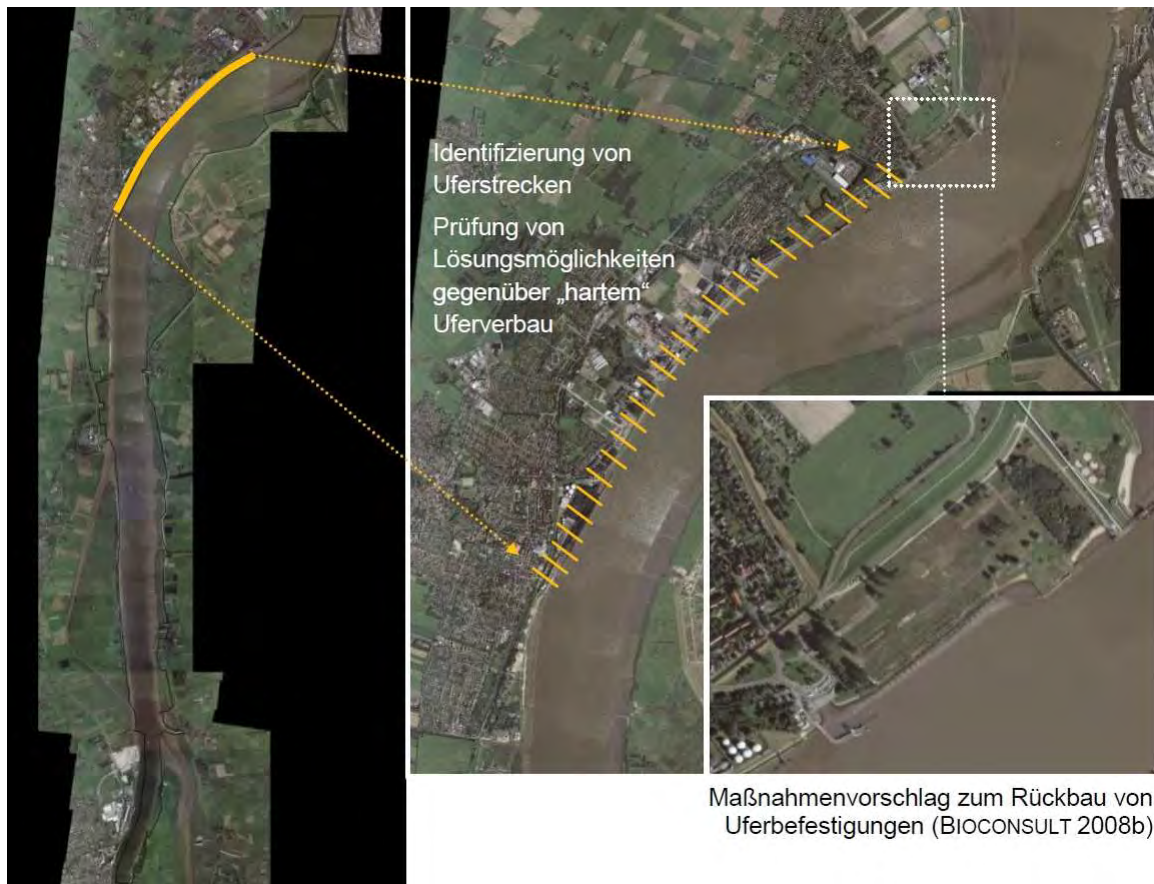 Identifizierung von
Uferstrecken
Prüfung von
Lösungsmöglichkeiten
gegenüber „hartem“
Uferverbau
Maßnahmenvorschlag zum Rückbau von
Uferbefestigungen (BIOCONSULT 2008b)